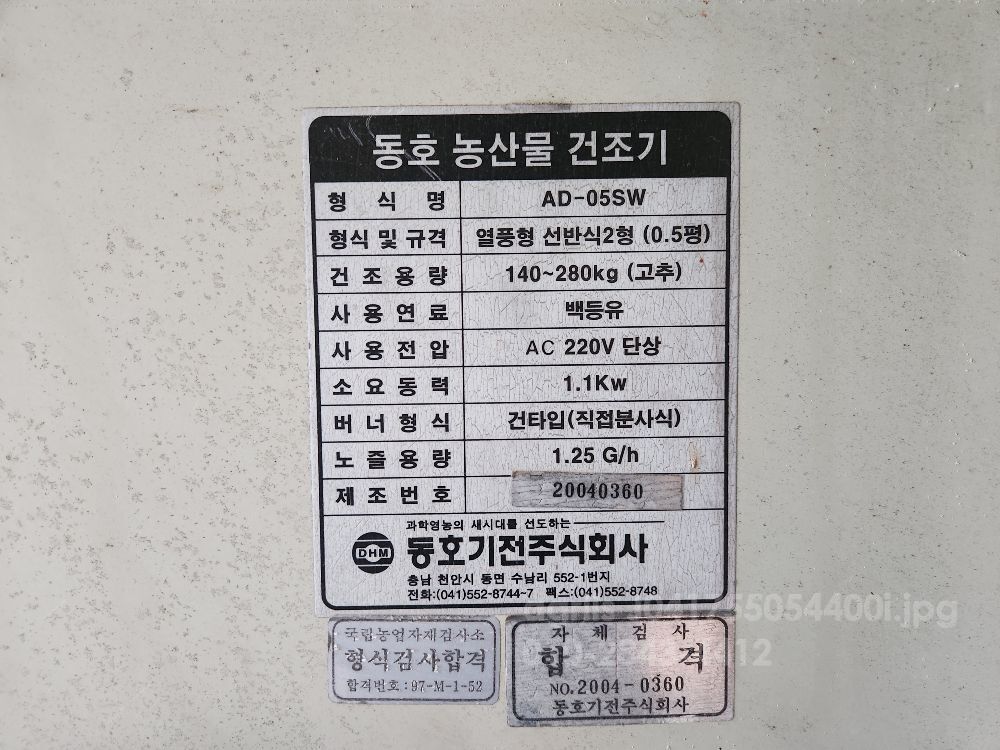 동호 농산물 건조기
형 식 명 AD-05SW
형식 및 규격 열풍형 선반식2형 (0.5평)
건 조 용 량 140~280kg (고추)
사 용 연 료 백등유
사 용 전 압 AC 220V 단상
소 요 동 력 1.1Kw
버 너 형 식 건타입(직접분사식)
노 즐 용 량 1.25 G/h
제 조 번 호 20040360
과학영농의 새시대를 선도하는
DHM 동호기전주식회사
충남 천안시 동면 수남리 552-1번지
전화:(041)552-8744~7 팩스:(041)552-8748
국립농업자재검사소
형식검사합격
합격번호:97-M-1-52
자 체 검 사
합 격
NO.2004-0360
동호기전주식회사